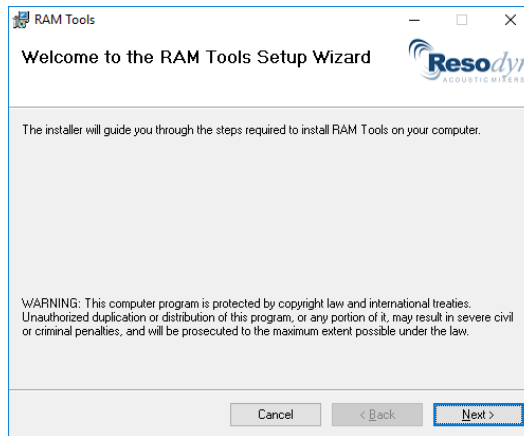 RAM Tools
Welcome to the RAM Tools Setup Wizard
Resodyn
ACOUSTIC MIXERS
The installer will guide you through the steps required to install RAM Tools on your computer.
WARNING: This computer program is protected by copyright law and international treaties.
Unauthorized duplication or distribution of this program, or any portion of it, may result in severe civil
or criminal penalties, and will be prosecuted to the maximum extent possible under the law.
Cancel
< Back
Next >